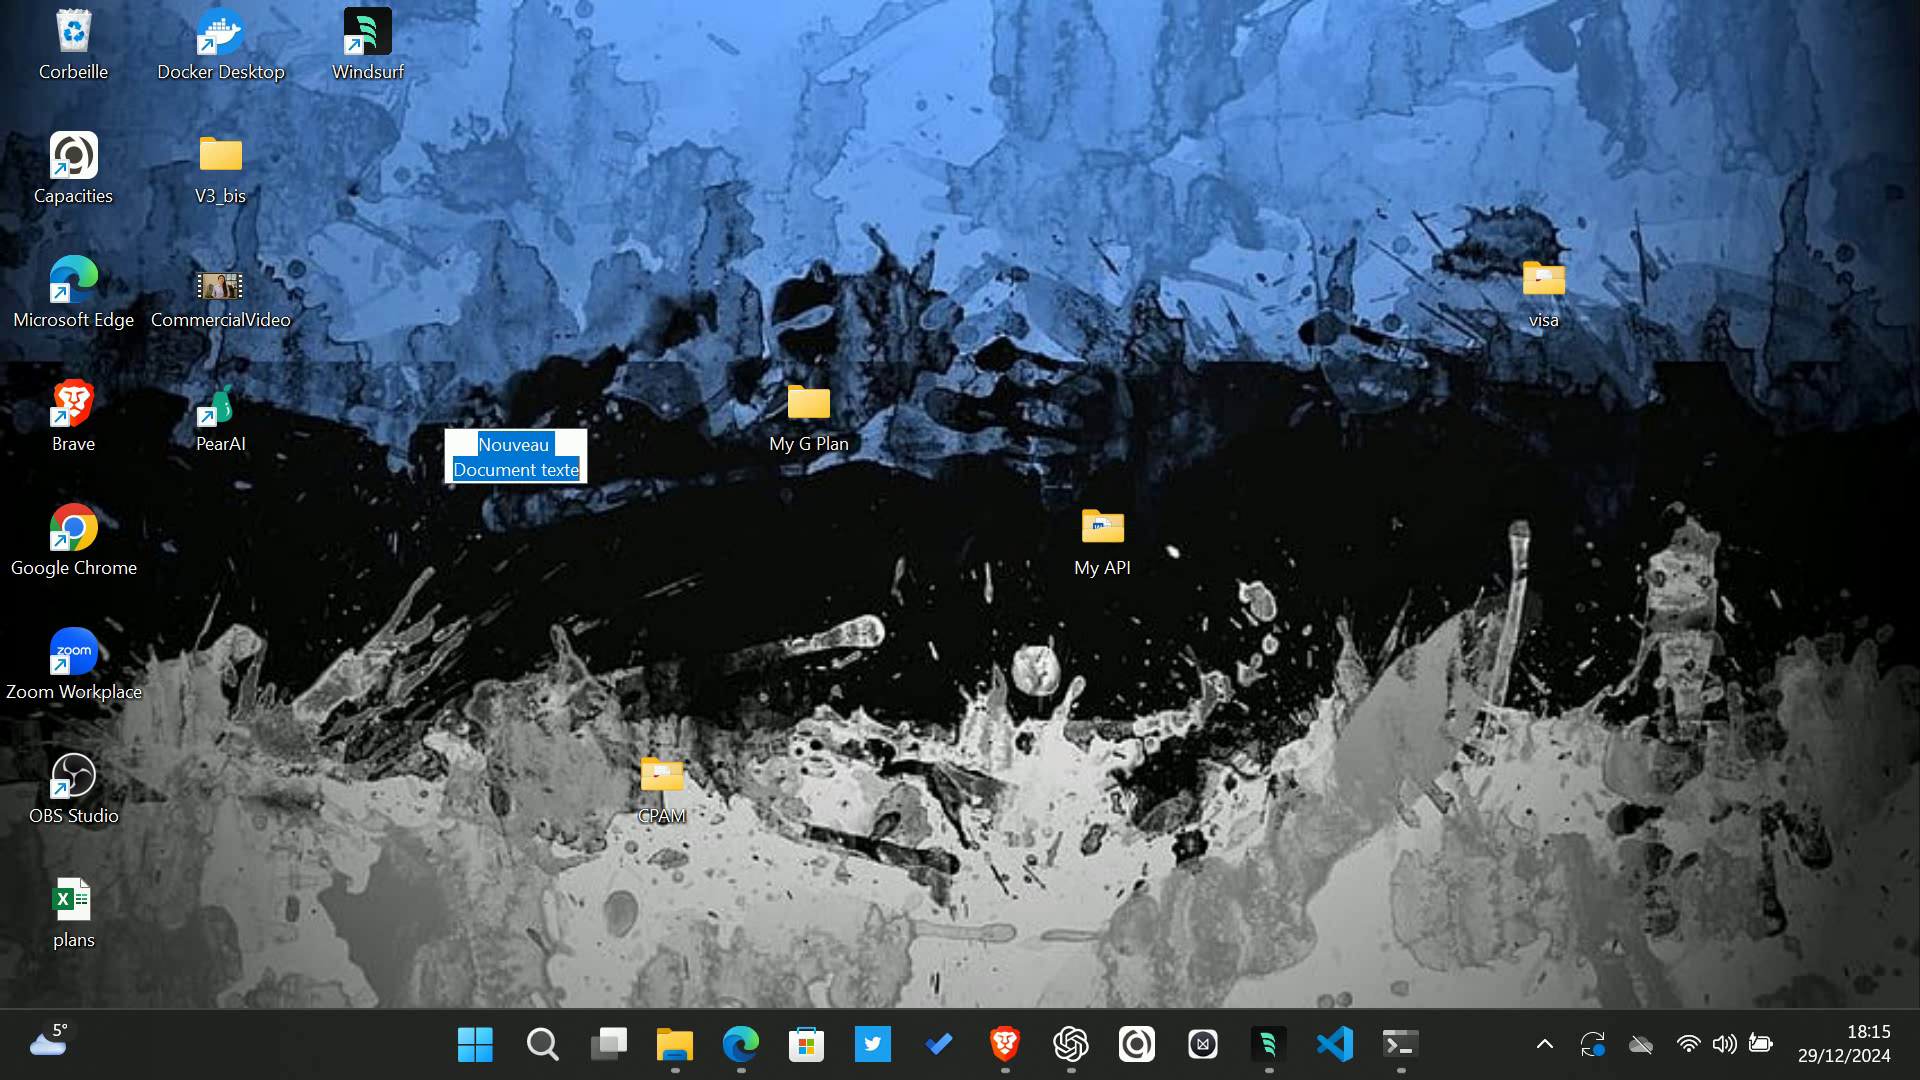 Corbeille
Docker Desktop
Windsurf
Capacities
V3_bis
Microsoft Edge
CommercialVideo
visa
Brave
PearAI
Nouveau
Document texte
My G Plan
Google Chrome
My API
zoom
Zoom Workplace
OBS Studio
CPAM
X
plans
5°
18:15
29/12/2024